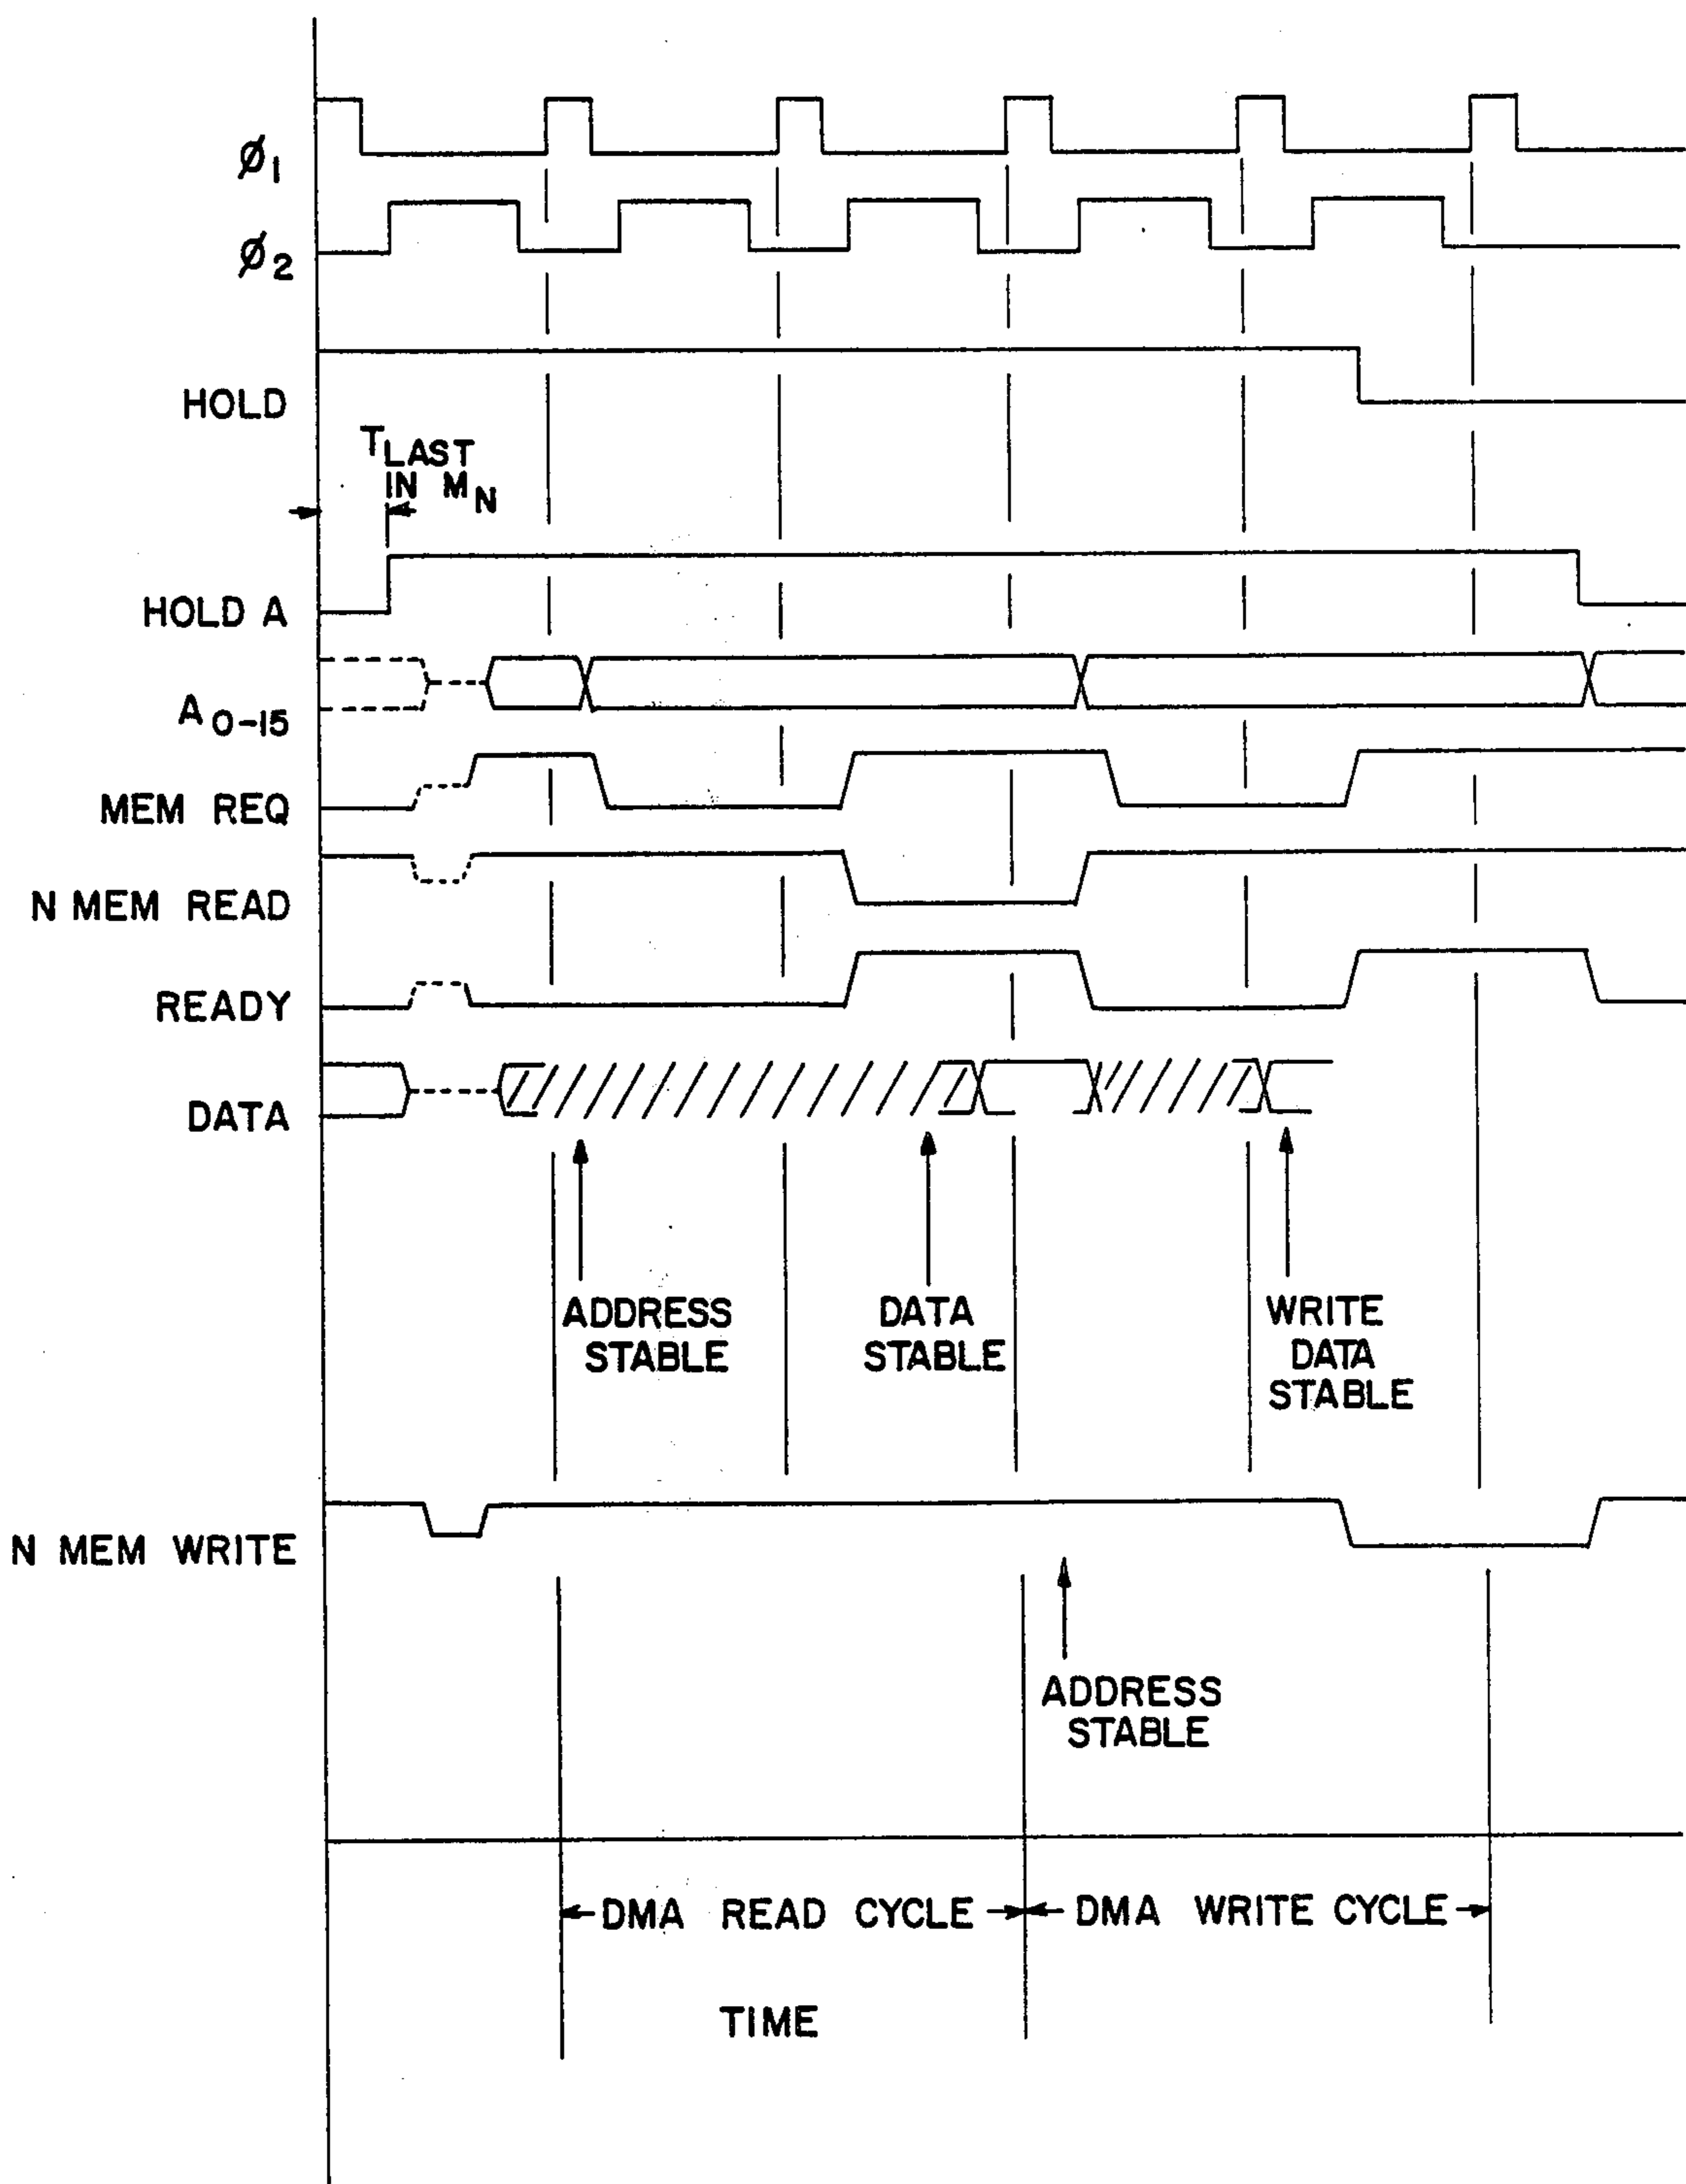 Ø1
Ø2
HOLD
TLAST
IN MN
HOLD A
A0-15
MEM REQ
N MEM READ
READY
DATA
ADDRESS
STABLE
DATA
STABLE
WRITE
DATA
STABLE
N MEM WRITE
ADDRESS
STABLE
DMA READ CYCLE
DMA WRITE CYCLE
TIME